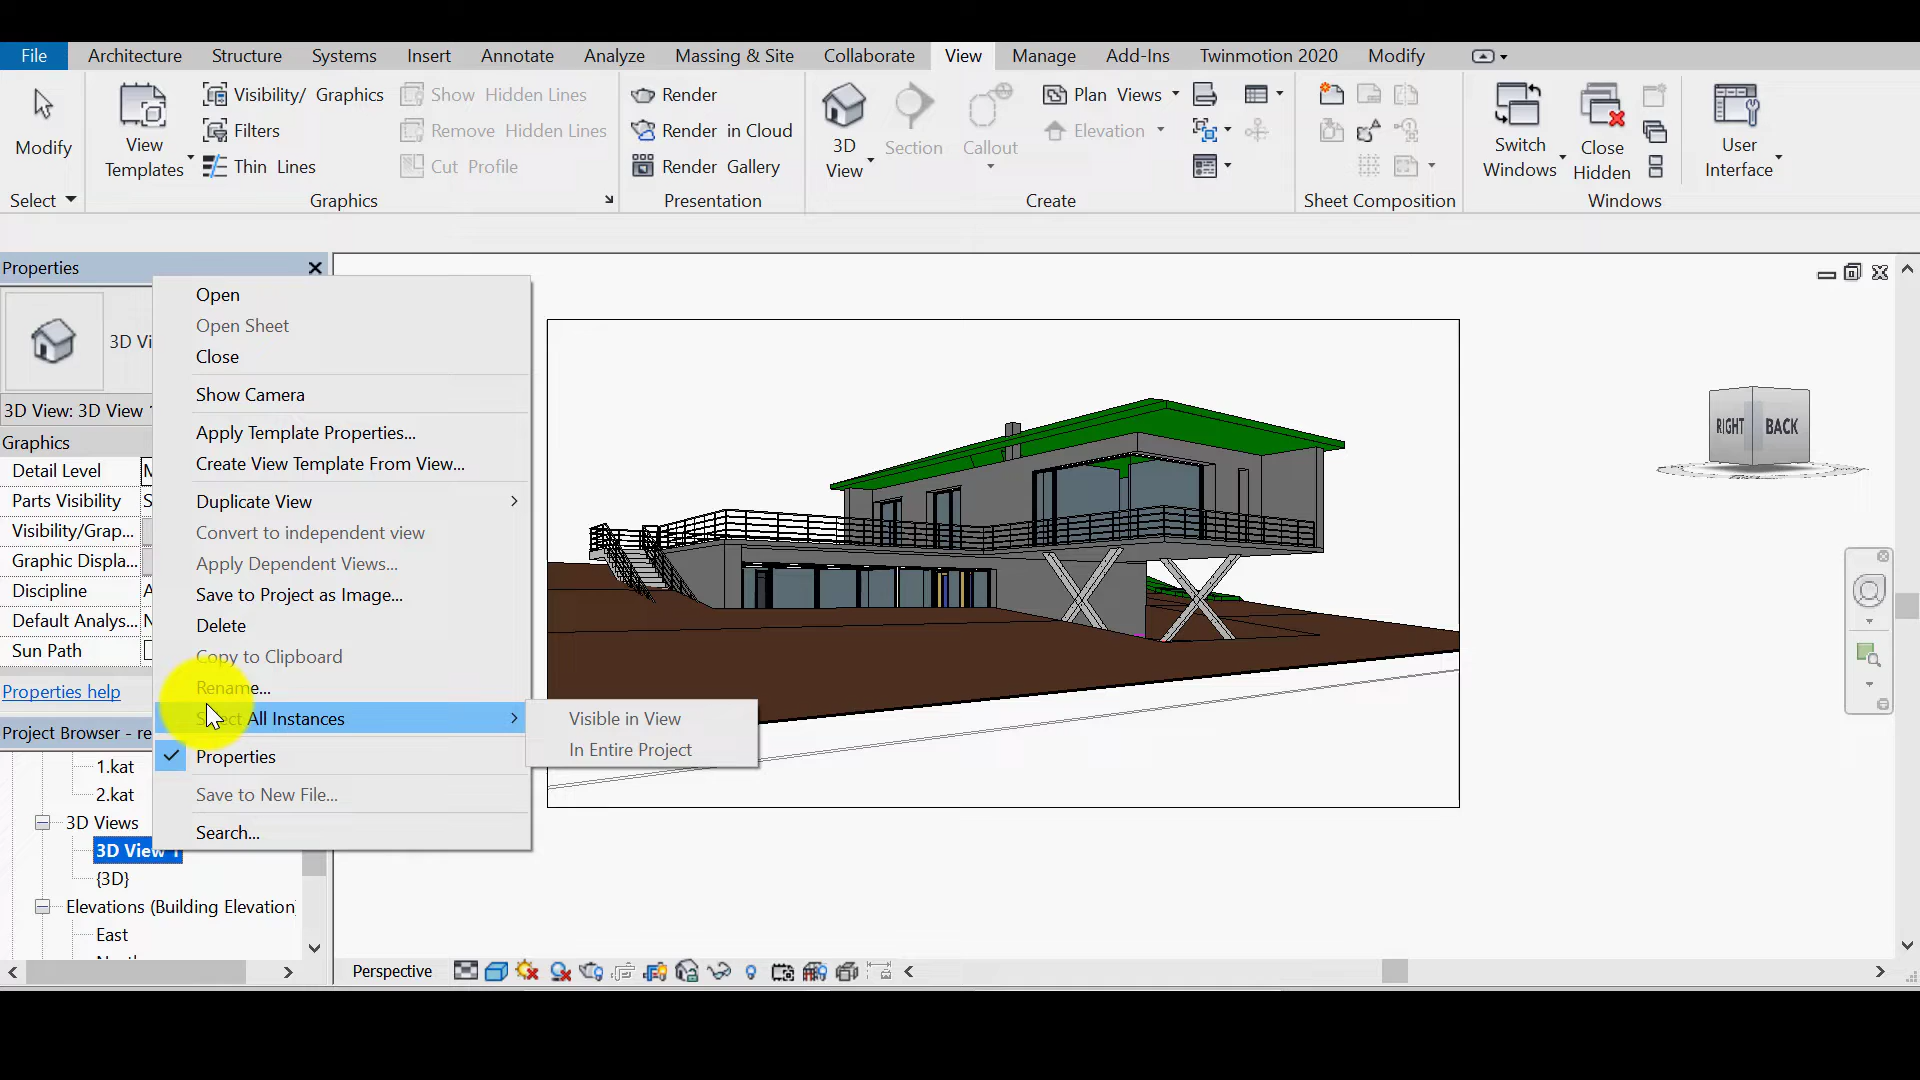 File Architecture Structure Systems Insert Annotate Analyze Massing & Site Collaborate View Manage Add-Ins Twinmotion 2020 Modify
Modify
Select
View
Templates
Visibility/ Graphics
Filters
Thin Lines
Show Hidden Lines
Remove Hidden Lines
Cut Profile
Graphics
Render
Render in Cloud
Render Gallery
Presentation
3D
View
Section
Callout
Plan Views
Elevation
Create
Sheet Composition
Switch
Windows
Close
Hidden
Windows
User
Interface
Properties
3D Vi
3D View: 3D View
Graphics
Detail Level
Parts Visibility
Visibility/Grap...
Graphic Displa...
Discipline
Default Analys...
Sun Path
Properties help
Project Browser - re
1.kat
2.kat
3D Views
3D View 1
{3D}
Elevations (Building Elevation
East
Open
Open Sheet
Close
Show Camera
Apply Template Properties...
Create View Template From View...
Duplicate View
Convert to independent view
Apply Dependent Views...
Save to Project as Image...
Delete
Copy to Clipboard
Rename...
Select All Instances
Properties
Save to New File...
Search...
Visible in View
In Entire Project
RIGHT BACK
Perspective